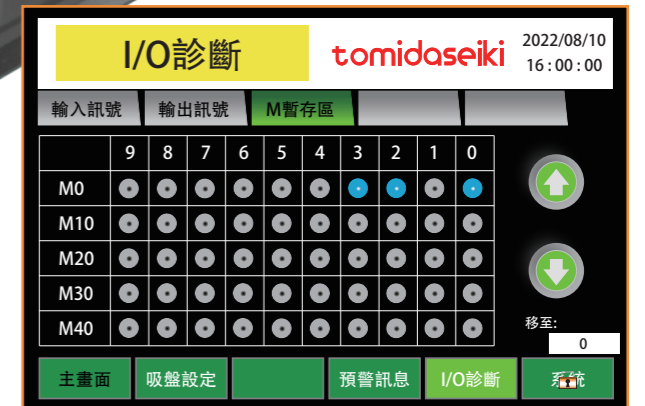 I/O診斷
tomidaseiki
2022/08/10
16:00:00
輸入訊號 輸出訊號 M暫存區
9 8 7 6 5 4 3 2 1 0
M0
M10
M20
M30
M40
移至:
0
主畫面 吸盤設定 預警訊息 I/O診斷 系統